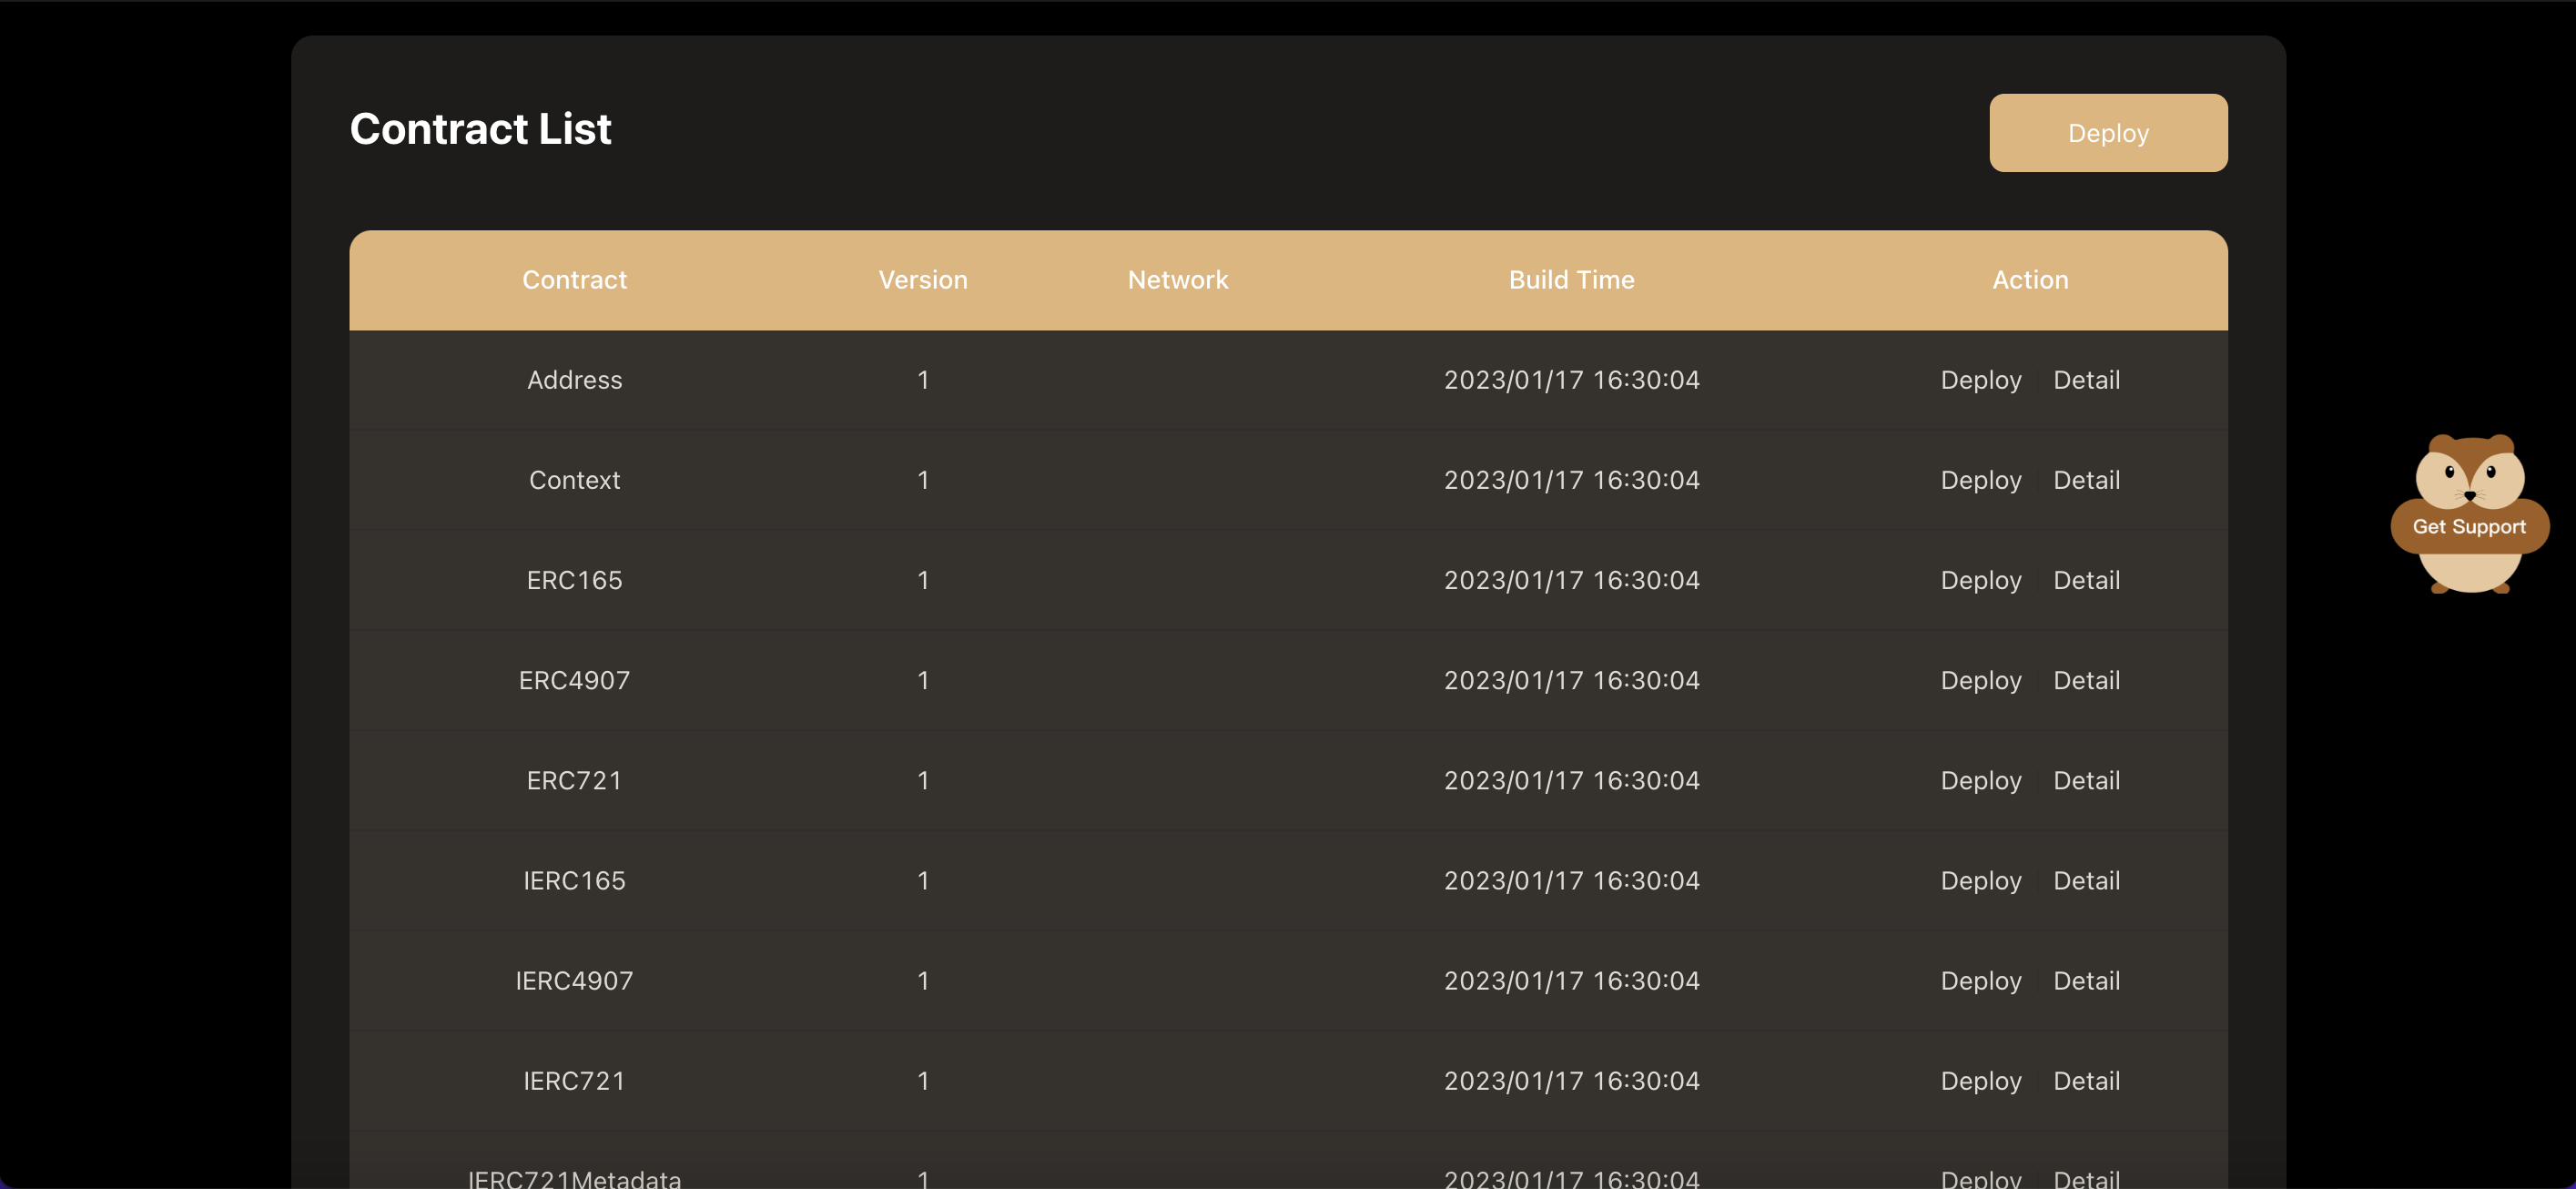 Contract List
Deploy
Contract Version Network Build Time Action
Address 1 2023/01/17 16:30:04 Deploy Detail
Context 1 2023/01/17 16:30:04 Deploy Detail
ERC165 1 2023/01/17 16:30:04 Deploy Detail
ERC4907 1 2023/01/17 16:30:04 Deploy Detail
ERC721 1 2023/01/17 16:30:04 Deploy Detail
IERC165 1 2023/01/17 16:30:04 Deploy Detail
IERC4907 1 2023/01/17 16:30:04 Deploy Detail
IERC721 1 2023/01/17 16:30:04 Deploy Detail
IERC721Metadata 1 2023/01/17 16:30:04 Deploy Detail
Get Support